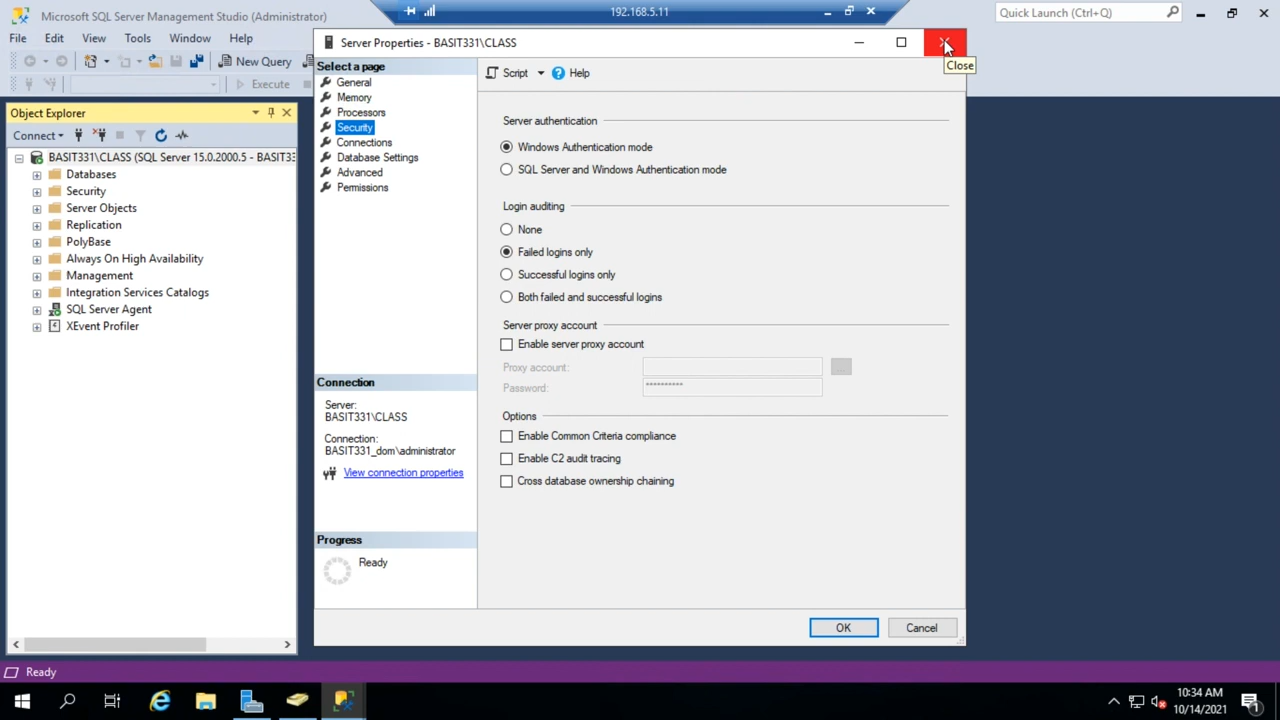 Microsoft SQL Server Management Studio (Administrator)
192.168.5.11
Quick Launch (Ctrl+Q)
File Edit View Tools Window Help
New Query
Execute
Server Properties - BASIT331\CLASS
Close
Select a page
General
Memory
Processors
Security
Connections
Database Settings
Advanced
Permissions
Script Help
Object Explorer
Connect
BASIT331\CLASS (SQL Server 15.0.2000.5 - BASIT33
Databases
Security
Server Objects
Replication
PolyBase
Always On High Availability
Management
Integration Services Catalogs
SQL Server Agent
XEvent Profiler
Server authentication
Windows Authentication mode
SQL Server and Windows Authentication mode
Login auditing
None
Failed logins only
Successful logins only
Both failed and successful logins
Server proxy account
Enable server proxy account
Proxy account:
...
Password:
**********
Options
Enable Common Criteria compliance
Enable C2 audit tracing
Cross database ownership chaining
Connection
Server:
BASIT331\CLASS
Connection:
BASIT331_dom\administrator
View connection properties
Progress
Ready
OK Cancel
Ready
10:34 AM
10/14/2021
1